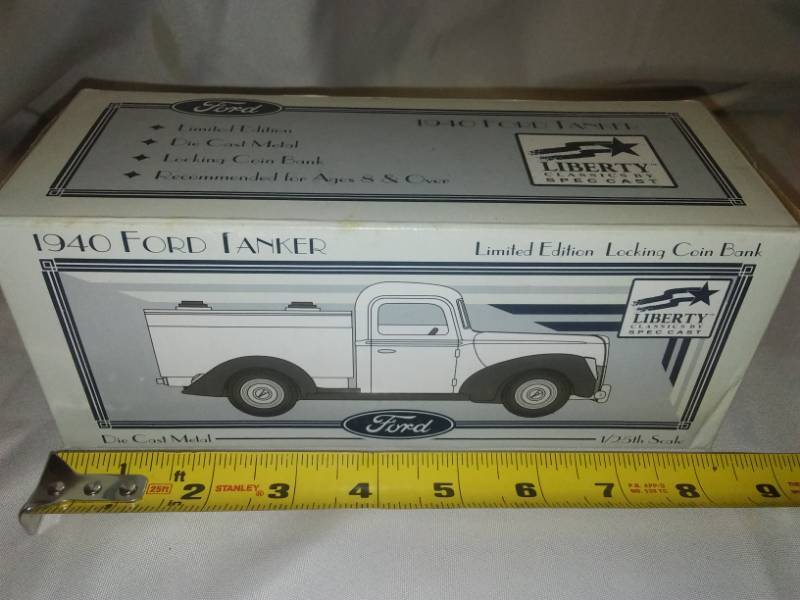 Ford
1940 FORD TANKER
Limited Edition
Die Cast Metal
Locking Coin Bank
Recommended for Ages 8 & Over
LIBERTY™
CLASSICS BY
SPEC CAST
1940 FORD TANKER
Limited Edition Locking Coin Bank
LIBERTY
CLASSICS BY
SPEC CAST
Ford
Die Cast Metal
1/25th Scale
1 ft 2 3 4 5 6 7 8 9
25ft
STANLEY®